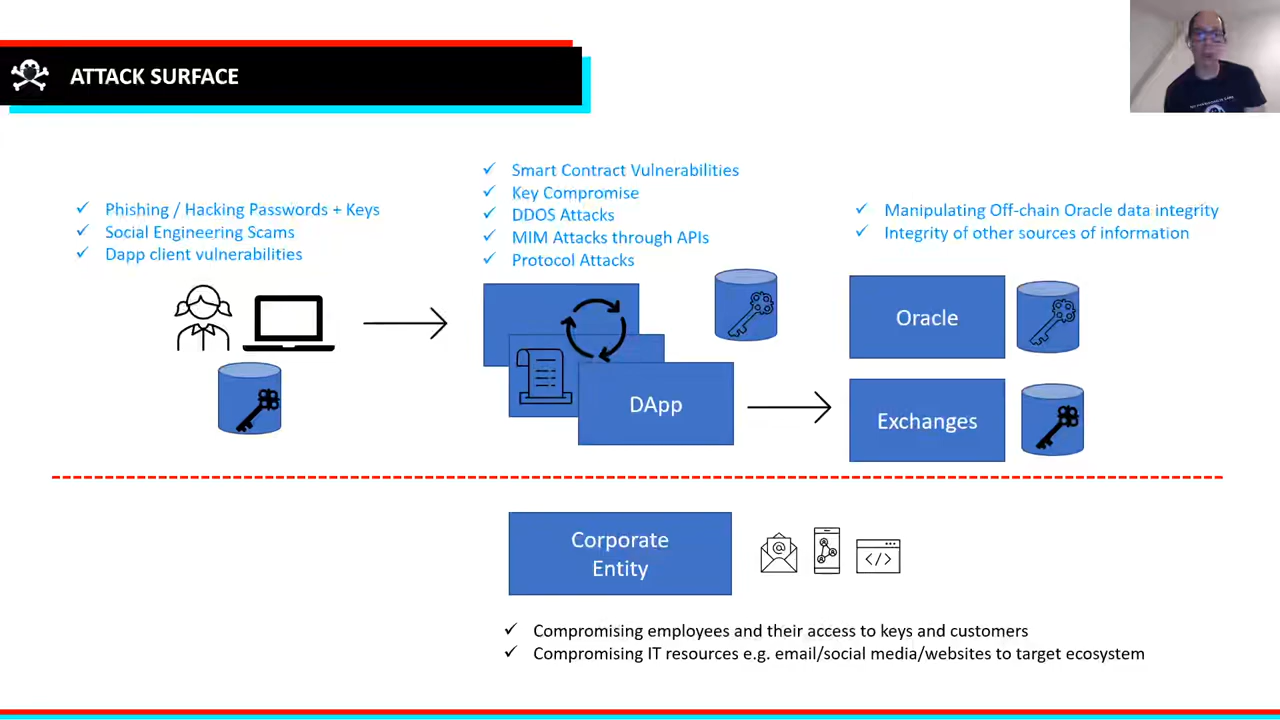 ATTACK SURFACE
Phishing / Hacking Passwords + Keys
Social Engineering Scams
Dapp client vulnerabilities
Smart Contract Vulnerabilities
Key Compromise
DDOS Attacks
MIM Attacks through APIs
Protocol Attacks
Manipulating Off-chain Oracle data integrity
Integrity of other sources of information
DApp
Oracle
Exchanges
Corporate
Entity
Compromising employees and their access to keys and customers
Compromising IT resources e.g. email/social media/websites to target ecosystem